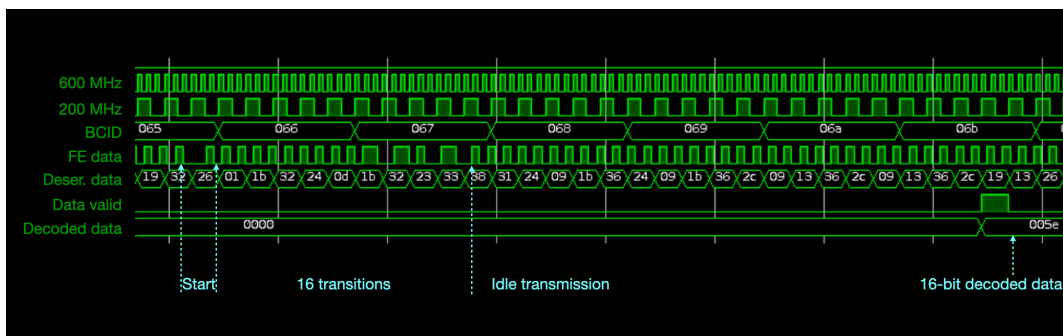 600 MHz
200 MHz
BCID 065 066 067 068 069 06a 06b
FE data
Deser. data 19 32 26 01 1b 32 24 0d 1b 32 23 33 38 31 24 09 1b 36 24 09 1b 36 2c 09 13 36 2c 09 13 36 2c 19 13 26
Data valid
Decoded data 0000 005e
Start 16 transitions Idle transmission 16-bit decoded data